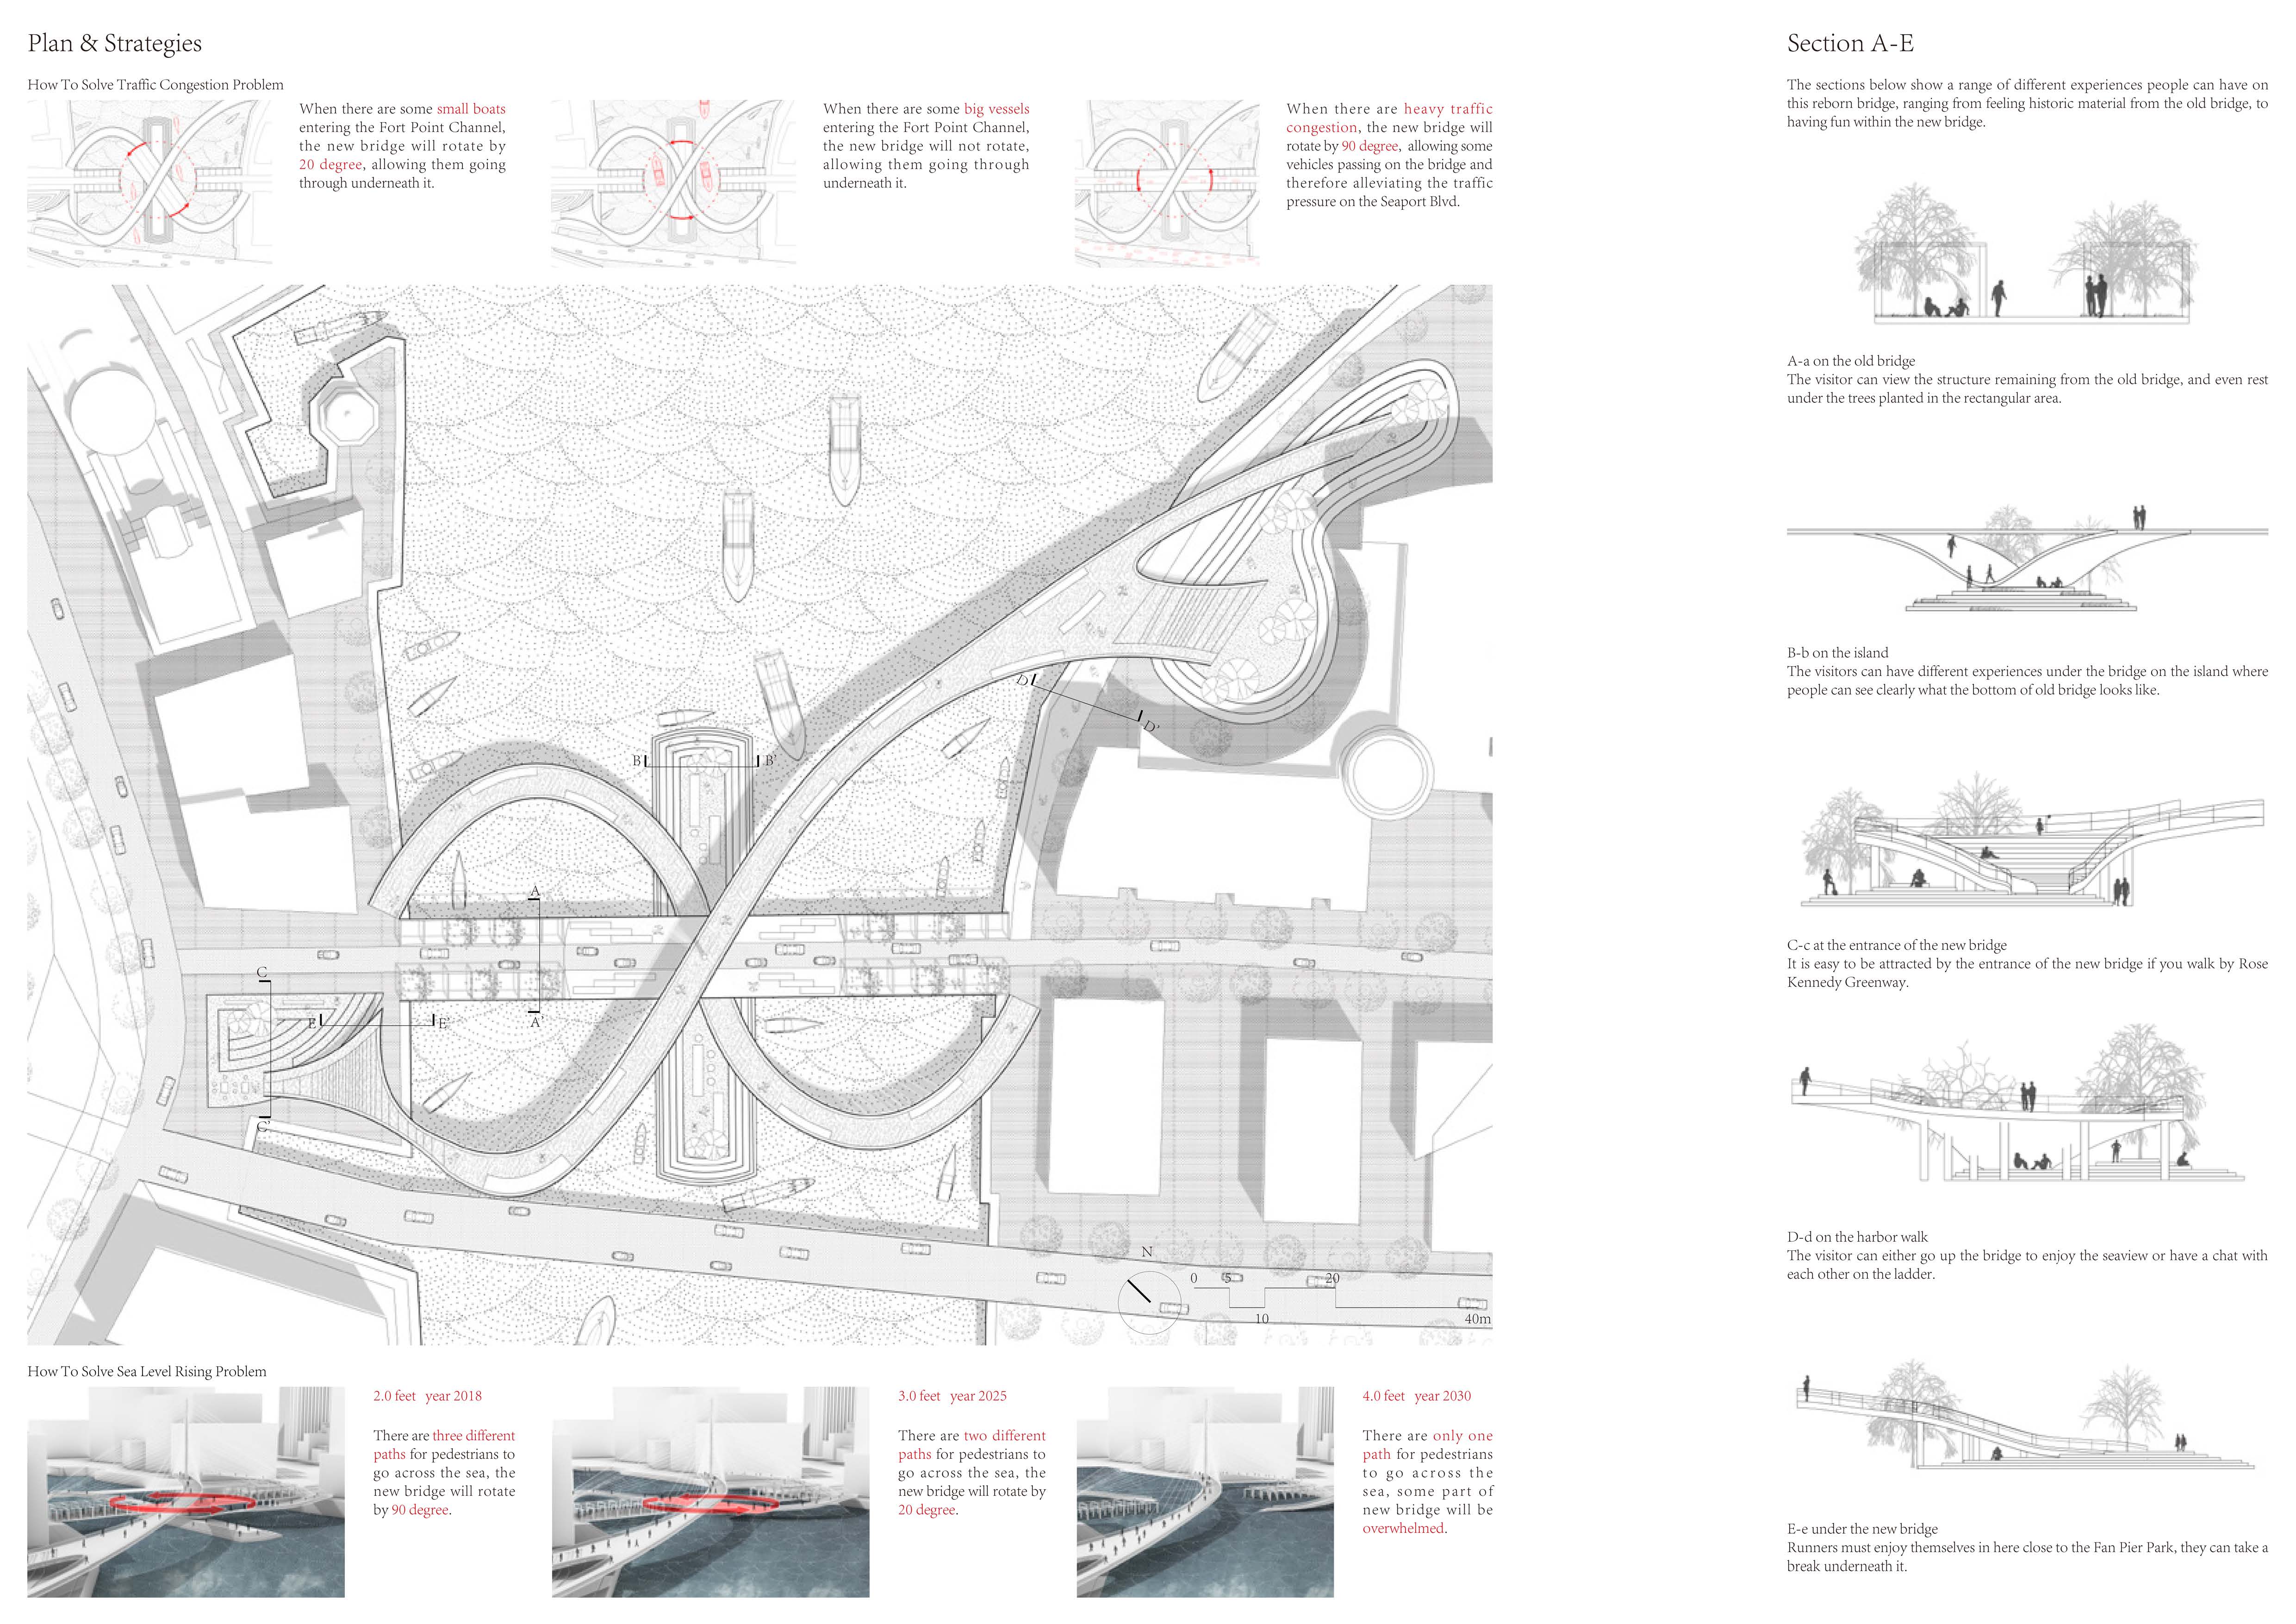 Plan & Strategies
How To Solve Traffic Congestion Problem
When there are some small boats
entering the Fort Point Channel,
the new bridge will rotate by
20 degree, allowing them going
through underneath it.
When there are some big vessels
entering the Fort Point Channel,
the new bridge will not rotate,
allowing them going through
underneath it.
When there are heavy traffic
congestion, the new bridge will
rotate by 90 degree, allowing some
vehicles passing on the bridge and
therefore alleviating the traffic
pressure on the Seaport Blvd.
D
D'
B
B'
A
C
E
E'
A'
C'
N
0
5
20
10
40m
How To Solve Sea Level Rising Problem
2.0 feet year 2018
There are three different
paths for pedestrians to
go across the sea, the
new bridge will rotate
by 90 degree.
3.0 feet year 2025
There are two different
paths for pedestrians to
go across the sea, the
new bridge will rotate by
20 degree.
4.0 feet year 2030
There are only one
path for pedestrians
to go across the
sea, some part of
new bridge will be
overwhelmed.
Section A-E
The sections below show a range of different experiences people can have on
this reborn bridge, ranging from feeling historic material from the old bridge, to
having fun within the new bridge.
A-a on the old bridge
The visitor can view the structure remaining from the old bridge, and even rest
under the trees planted in the rectangular area.
B-b on the island
The visitors can have different experiences under the bridge on the island where
people can see clearly what the bottom of old bridge looks like.
C-c at the entrance of the new bridge
It is easy to be attracted by the entrance of the new bridge if you walk by Rose
Kennedy Greenway.
D-d on the harbor walk
The visitor can either go up the bridge to enjoy the seaview or have a chat with
each other on the ladder.
E-e under the new bridge
Runners must enjoy themselves in here close to the Fan Pier Park, they can take a
break underneath it.